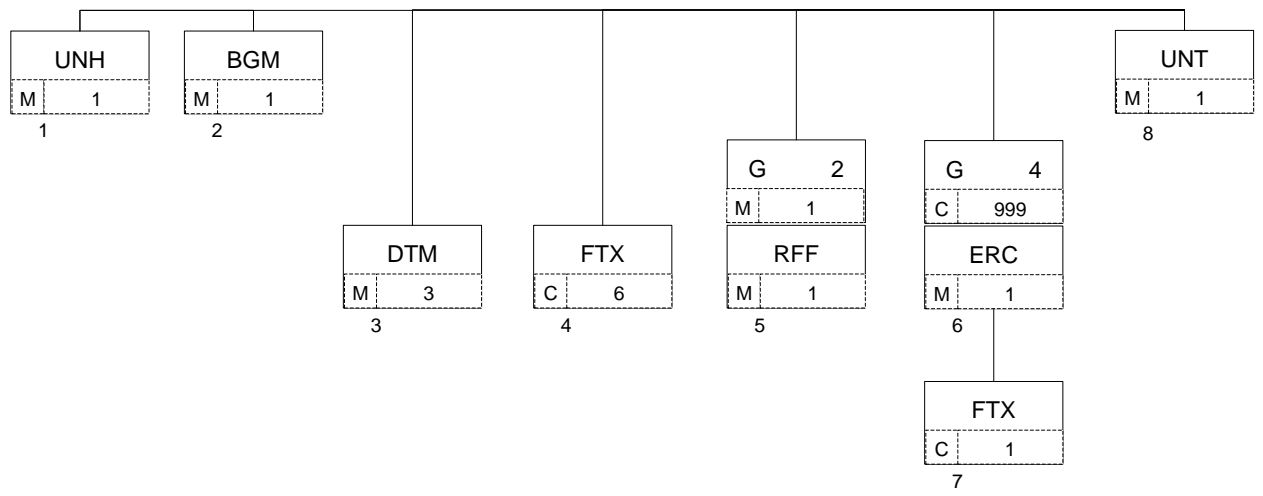 UNH
M 1
1
BGM
M 1
2
DTM
M 3
3
FTX
C 6
4
G 2
M 1
RFF
M 1
5
G 4
C 999
ERC
M 1
6
FTX
C 1
7
UNT
M 1
8